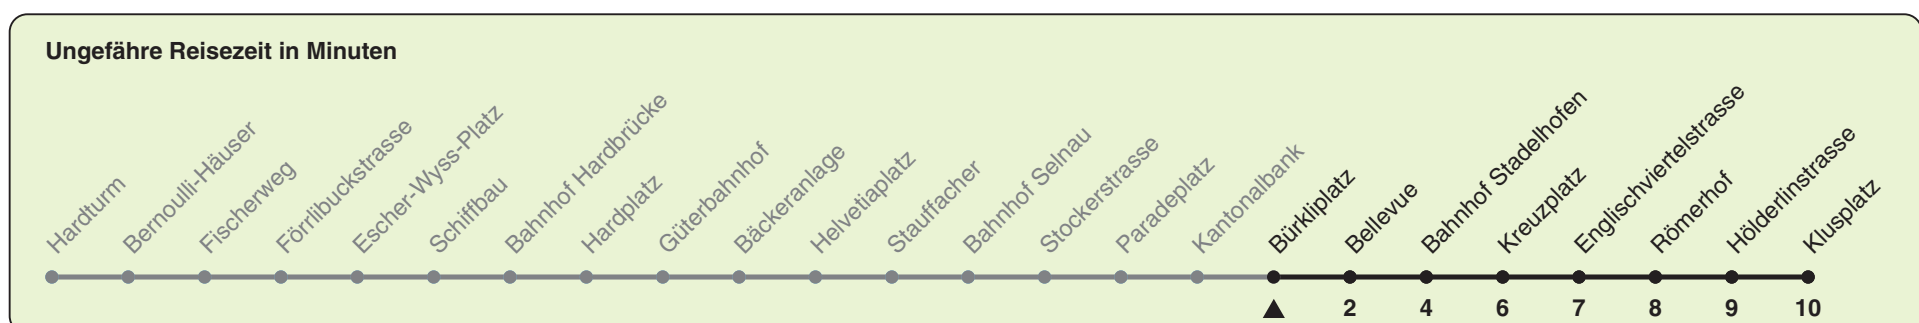 Ungefähre Reisezeit in Minuten
Hardturm
Bernoulli-Häuser
Fischerweg
Förrlibuckstrasse
Escher-Wyss-Platz
Schiffbau
Bahnhof Hardbrücke
Hardplatz
Güterbahnhof
Bäckeranlage
Helvetiaplatz
Stauffacher
Bahnhof Selnau
Stockerstrasse
Paradeplatz
Kantonalbank
Bürkliplatz
Bellevue
Bahnhof Stadelhofen
Kreuzplatz
Englischviertelstrasse
Römerhof
Hölderlinstrasse
Klusplatz
2 4 6 7 8 9 10